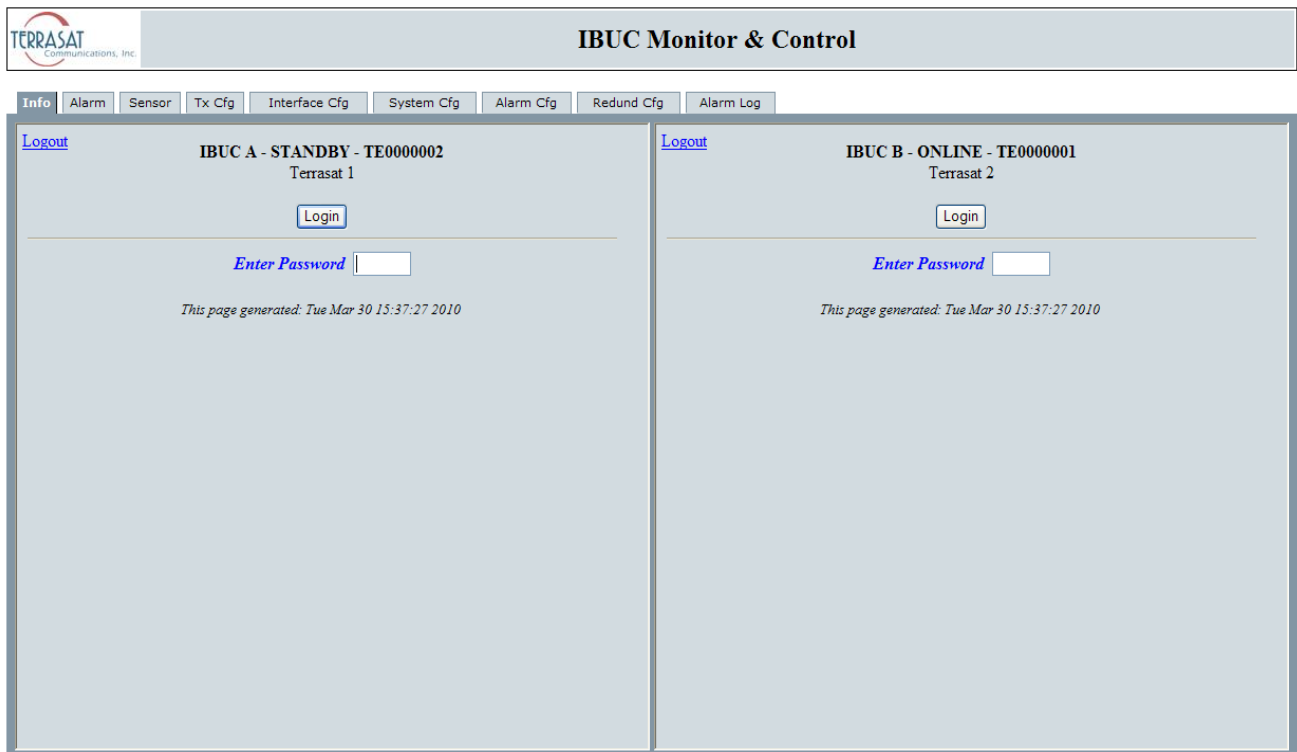 TERRASAT
Communications, Inc.
IBUC Monitor & Control
Info Alarm Sensor Tx Cfg Interface Cfg System Cfg Alarm Cfg Redund Cfg Alarm Log
Logout
IBUC A - STANDBY - TE0000002
Terrasat 1
Login
Enter Password
This page generated: Tue Mar 30 15:37:27 2010
Logout
IBUC B - ONLINE - TE0000001
Terrasat 2
Login
Enter Password
This page generated: Tue Mar 30 15:37:27 2010